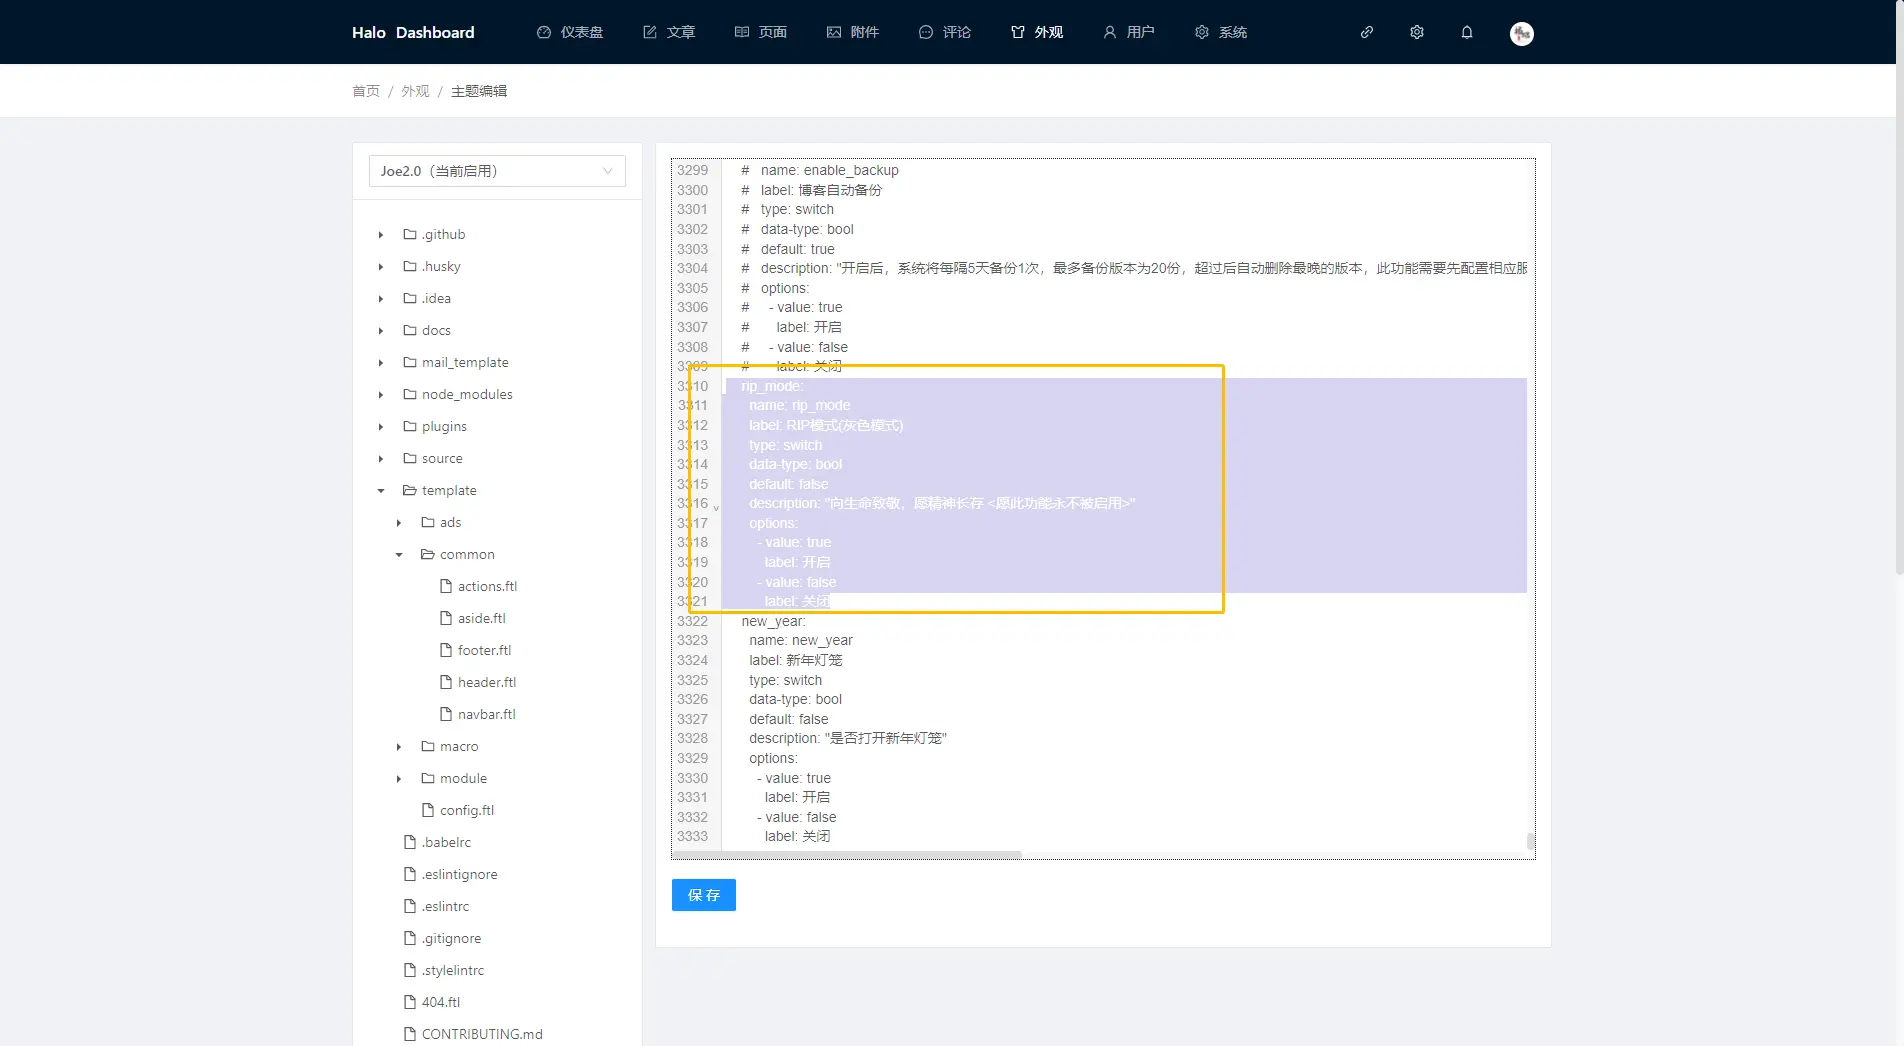 Halo Dashboard 仪表盘 文章 页面 附件 评论 外观 用户 系统
首页 / 外观 / 主题编辑
Joe2.0（当前启用）
.github
.husky
.idea
docs
mail_template
node_modules
plugins
source
template
ads
common
actions.ftl
aside.ftl
footer.ftl
header.ftl
navbar.ftl
macro
module
config.ftl
.babelrc
.eslintignore
.eslintrc
.gitignore
.stylelintrc
404.ftl
CONTRIBUTING.md
3299 # name: enable_backup
3300 # label: 博客自动备份
3301 # type: switch
3302 # data-type: bool
3303 # default: true
3304 # description: "开启后，系统将每隔5天备份1次，最多备份版本为20份，超过后自动删除最晚的版本，此功能需要先配置相应服
3305 # options:
3306 # - value: true
3307 # label: 开启
3308 # - value: false
3309 # label: 关闭
3310 rip_mode:
3311 name: rip_mode
3312 label: RIP模式(灰色模式)
3313 type: switch
3314 data-type: bool
3315 default: false
3316 description: "向生命致敬，愿精神长存 <愿此功能永不被启用>"
3317 options:
3318 - value: true
3319 label: 开启
3320 - value: false
3321 label: 关闭
3322 new_year:
3323 name: new_year
3324 label: 新年灯笼
3325 type: switch
3326 data-type: bool
3327 default: false
3328 description: "是否打开新年灯笼"
3329 options:
3330 - value: true
3331 label: 开启
3332 - value: false
3333 label: 关闭
保 存